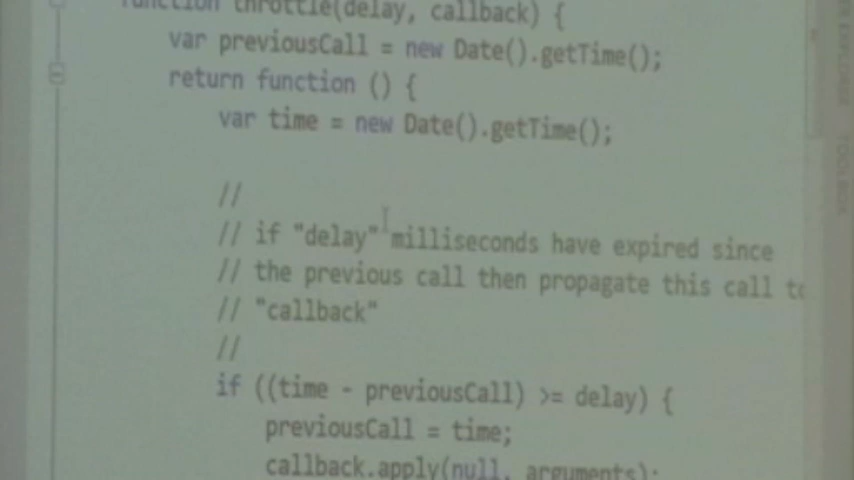 function throttle(delay, callback) {
var previousCall = new Date().getTime();
return function () {
var time = new Date().getTime();
//
// if "delay" milliseconds have expired since
// the previous call then propagate this call to
// "callback"
//
if ((time - previousCall) >= delay) {
previousCall = time;
callback.apply(null, arguments);
TOOLBOX